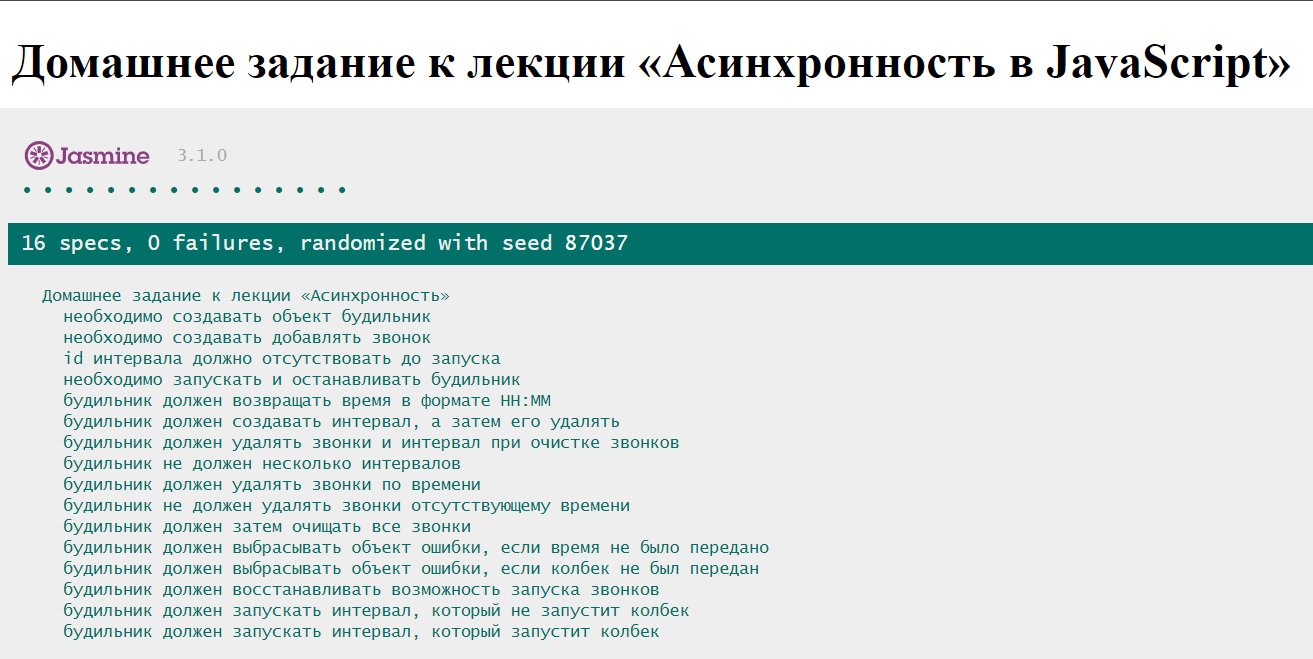 Домашнее задание к лекции «Асинхронность в JavaScript»
Jasmine 3.1.0
16 specs, 0 failures, randomized with seed 87037
Домашнее задание к лекции «Асинхронность»
необходимо создавать объект будильник
необходимо создавать добавлять звонок
id интервала должно отсутствовать до запуска
необходимо запускать и останавливать будильник
будильник должен возвращать время в формате HH:MM
будильник должен создавать интервал, а затем его удалять
будильник должен удалять звонки и интервал при очистке звонков
будильник не должен несколько интервалов
будильник должен удалять звонки по времени
будильник не должен удалять звонки отсутствующему времени
будильник должен затем очищать все звонки
будильник должен выбрасывать объект ошибки, если время не было передано
будильник должен выбрасывать объект ошибки, если колбек не был передан
будильник должен восстанавливать возможность запуска звонков
будильник должен запускать интервал, который не запустит колбек
будильник должен запускать интервал, который запустит колбек